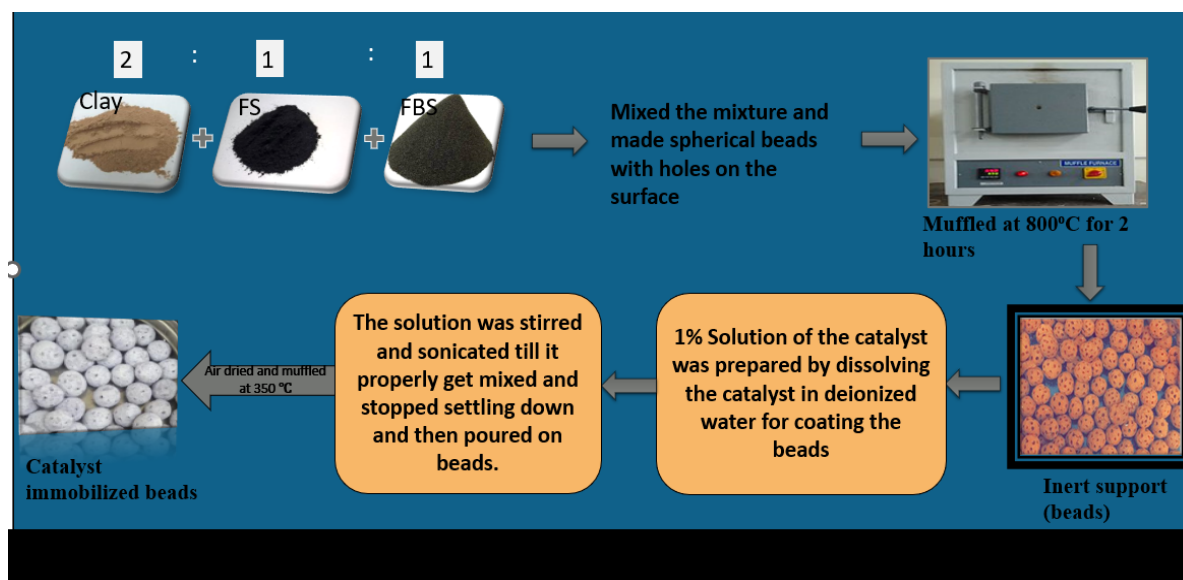 2 : 1 : 1
Clay
FS
FBS
Mixed the mixture and
made spherical beads
with holes on the
surface
MUFFLE FURNACE
Muffled at 800ºC for 2
hours
Inert support
(beads)
1% Solution of the catalyst
was prepared by dissolving
the catalyst in deionized
water for coating the
beads
The solution was stirred
and sonicated till it
properly get mixed and
stopped settling down
and then poured on
beads.
Air dried and muffled
at 350 ºC
Catalyst
immobilized beads